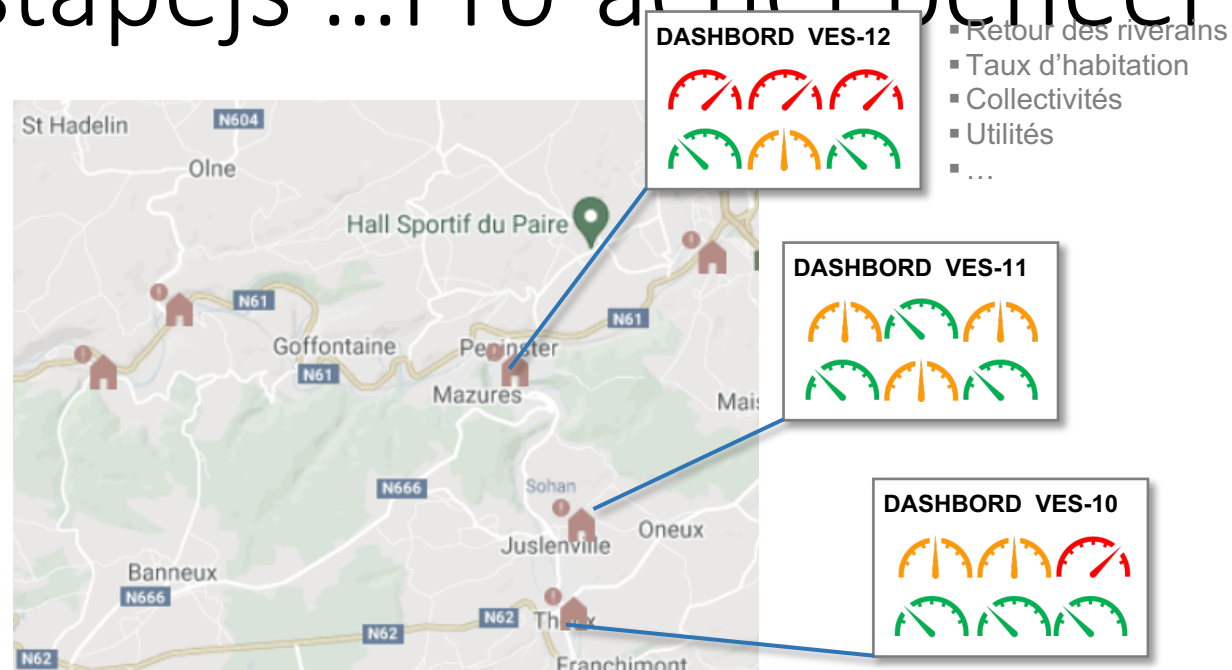 DASHBORD VES-12
Retour des riverains
Taux d'habitation
Collectivités
Utilités
…
St Hadelin
N604
Olne
Hall Sportif du Paire
DASHBORD VES-11
N61
N61
Goffontaine
Pepinster
N61
Mazures
N666
Sohan
DASHBORD VES-10
Oneux
Juslenville
Banneux
N666
N62
N62
N62
Franchimont